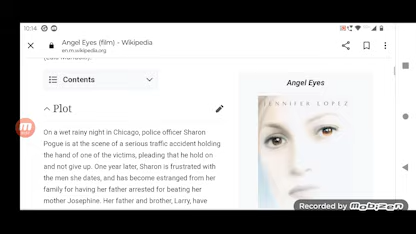 10:14
Angel Eyes (film) - Wikipedia
en.m.wikipedia.org
Contents
Plot
On a wet rainy night in Chicago, police officer Sharon
Pogue is at the scene of a serious traffic accident holding
the hand of one of the victims, pleading that he hold on
and not give up. One year later, Sharon is frustrated with
the men she dates, and has become estranged from her
family for having her father arrested for beating her
mother Josephine. Her father and brother, Larry, have
Angel Eyes
JENNIFER LOPEZ
Recorded by mobizen